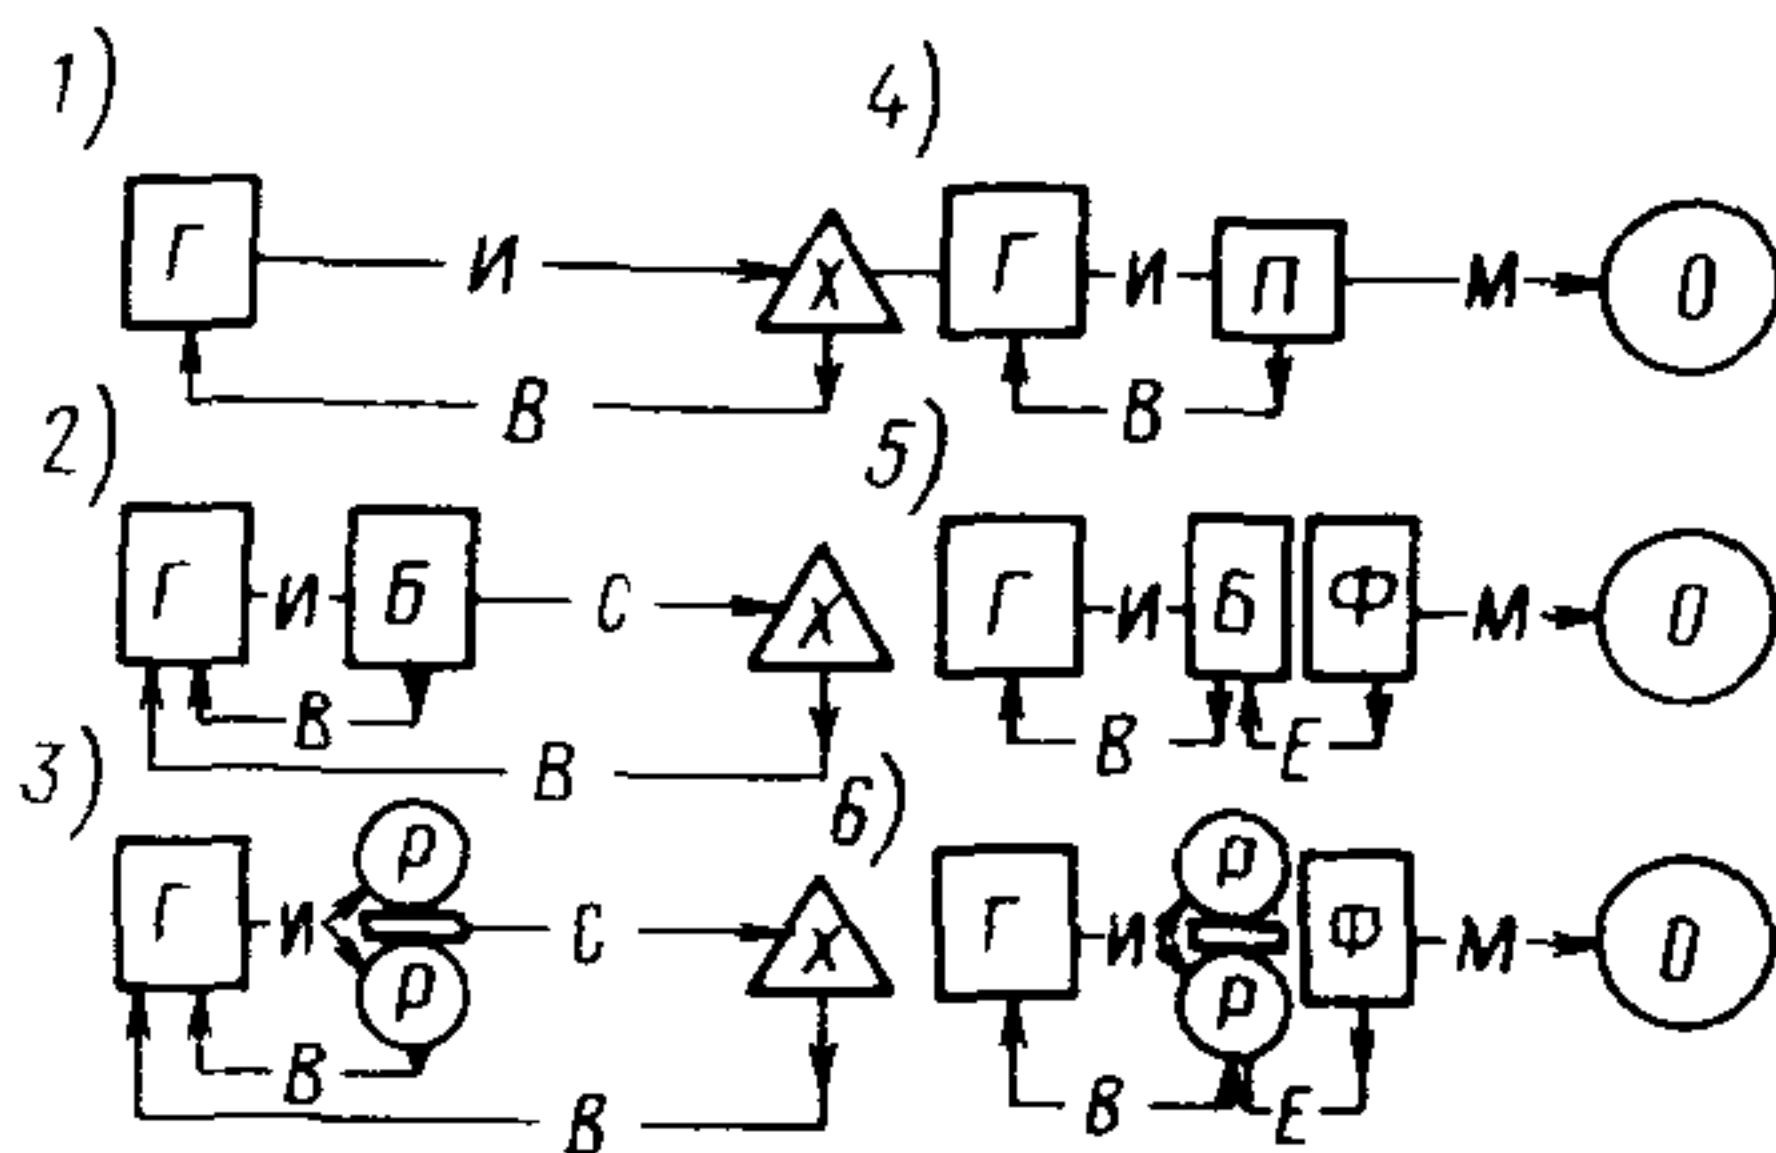 1)
Г И Х
В
4)
Г И П М О
В
2)
Г И Б С Х
В
В
5)
Г И Б Ф М О
В Е
3)
Р
Г И С Х
Р
В
В
6)
Р
Г И Ф М О
Р
В Е